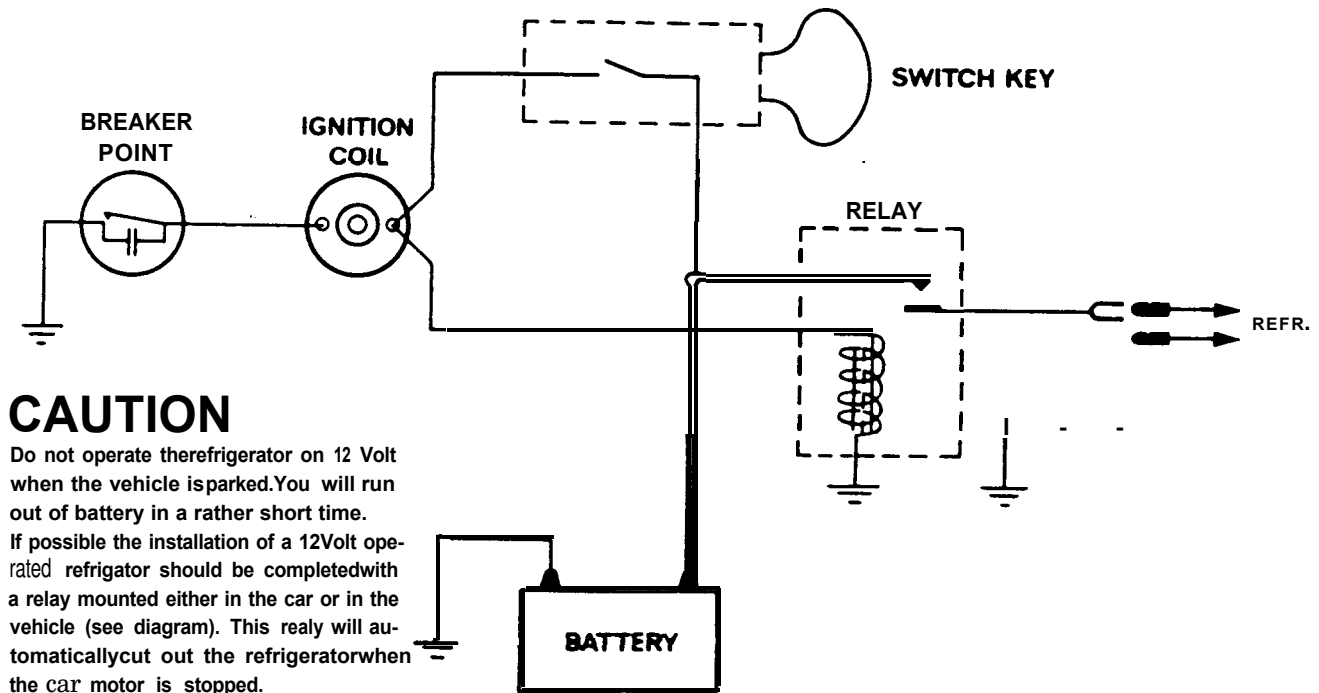 SWITCH KEY
BREAKER
POINT
IGNITION
COIL
RELAY
REFR.
CAUTION
Do not operate therefrigerator on 12 Volt
when the vehicle isparked.You will run
out of battery in a rather short time.
If possible the installation of a 12Volt ope-
rated refrigator should be completedwith
a relay mounted either in the car or in the
vehicle (see diagram). This realy will au-
tomaticallycut out the refrigeratorwhen
the car motor is stopped.
BATTERY